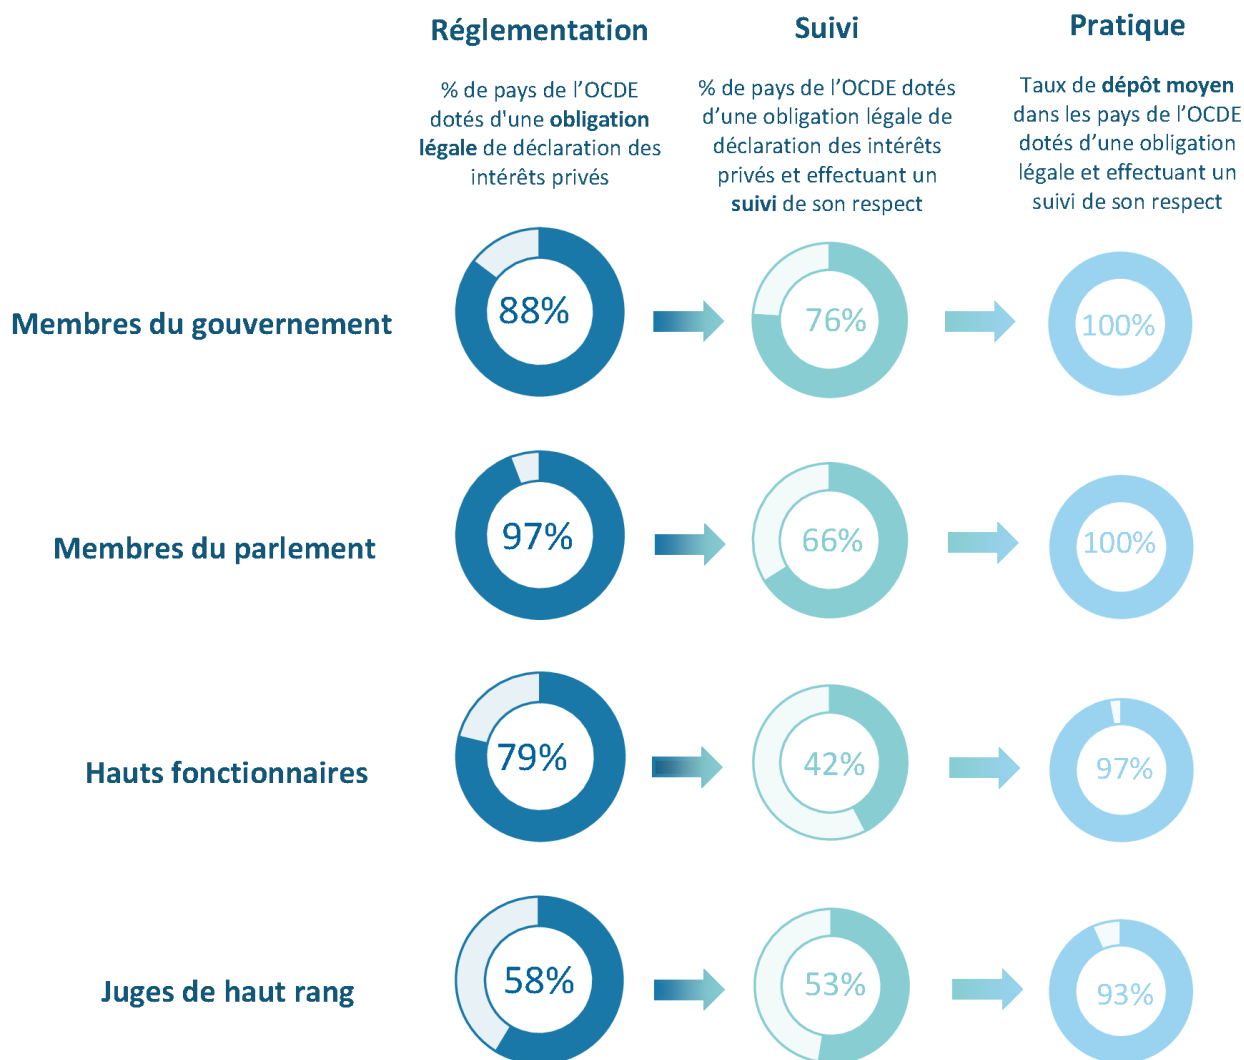 Réglementation
Suivi
Pratique
% de pays de l'OCDE
dotés d'une obligation
légale de déclaration des
intérêts privés
% de pays de l'OCDE dotés
d'une obligation légale de
déclaration des intérêts
privés et effectuant un
suivi de son respect
Taux de dépôt moyen
dans les pays de l'OCDE
dotés d'une obligation
légale et effectuant un
suivi de son respect
Membres du gouvernement
88%
76%
100%
Membres du parlement
97%
66%
100%
Hauts fonctionnaires
79%
42%
97%
Juges de haut rang
58%
53%
93%